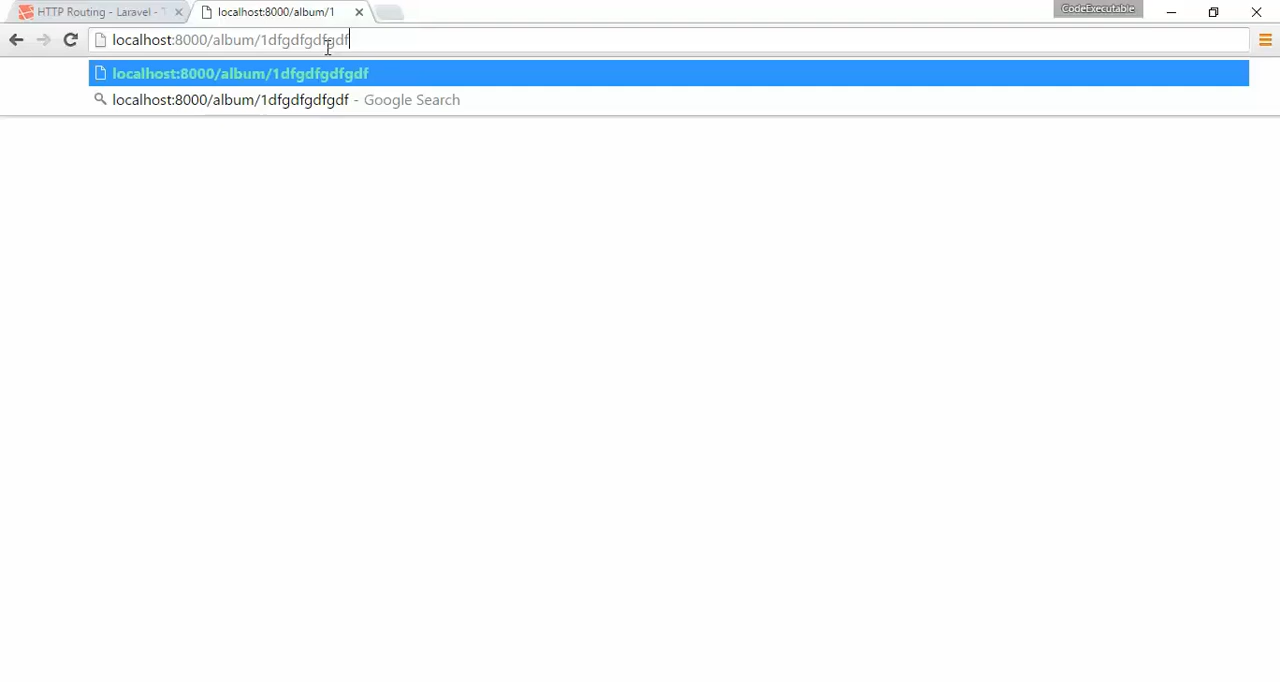 HTTP Routing - Laravel - T
localhost:8000/album/1
CodeExecutable
localhost:8000/album/1dfgdfgdfgdf
localhost:8000/album/1dfgdfgdfgdf
localhost:8000/album/1dfgdfgdfgdf - Google Search